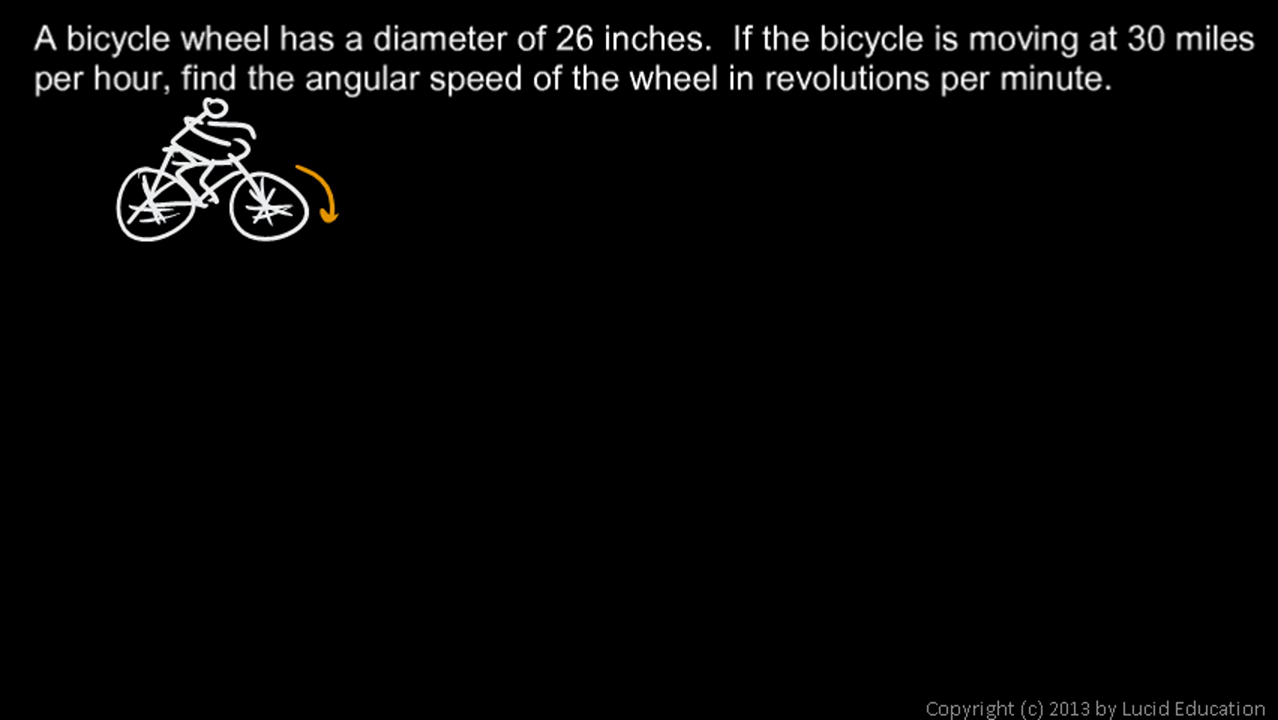 A bicycle wheel has a diameter of 26 inches.  If the bicycle is moving at 30 miles
per hour, find the angular speed of the wheel in revolutions per minute.
Copyright (c) 2013 by Lucid Education